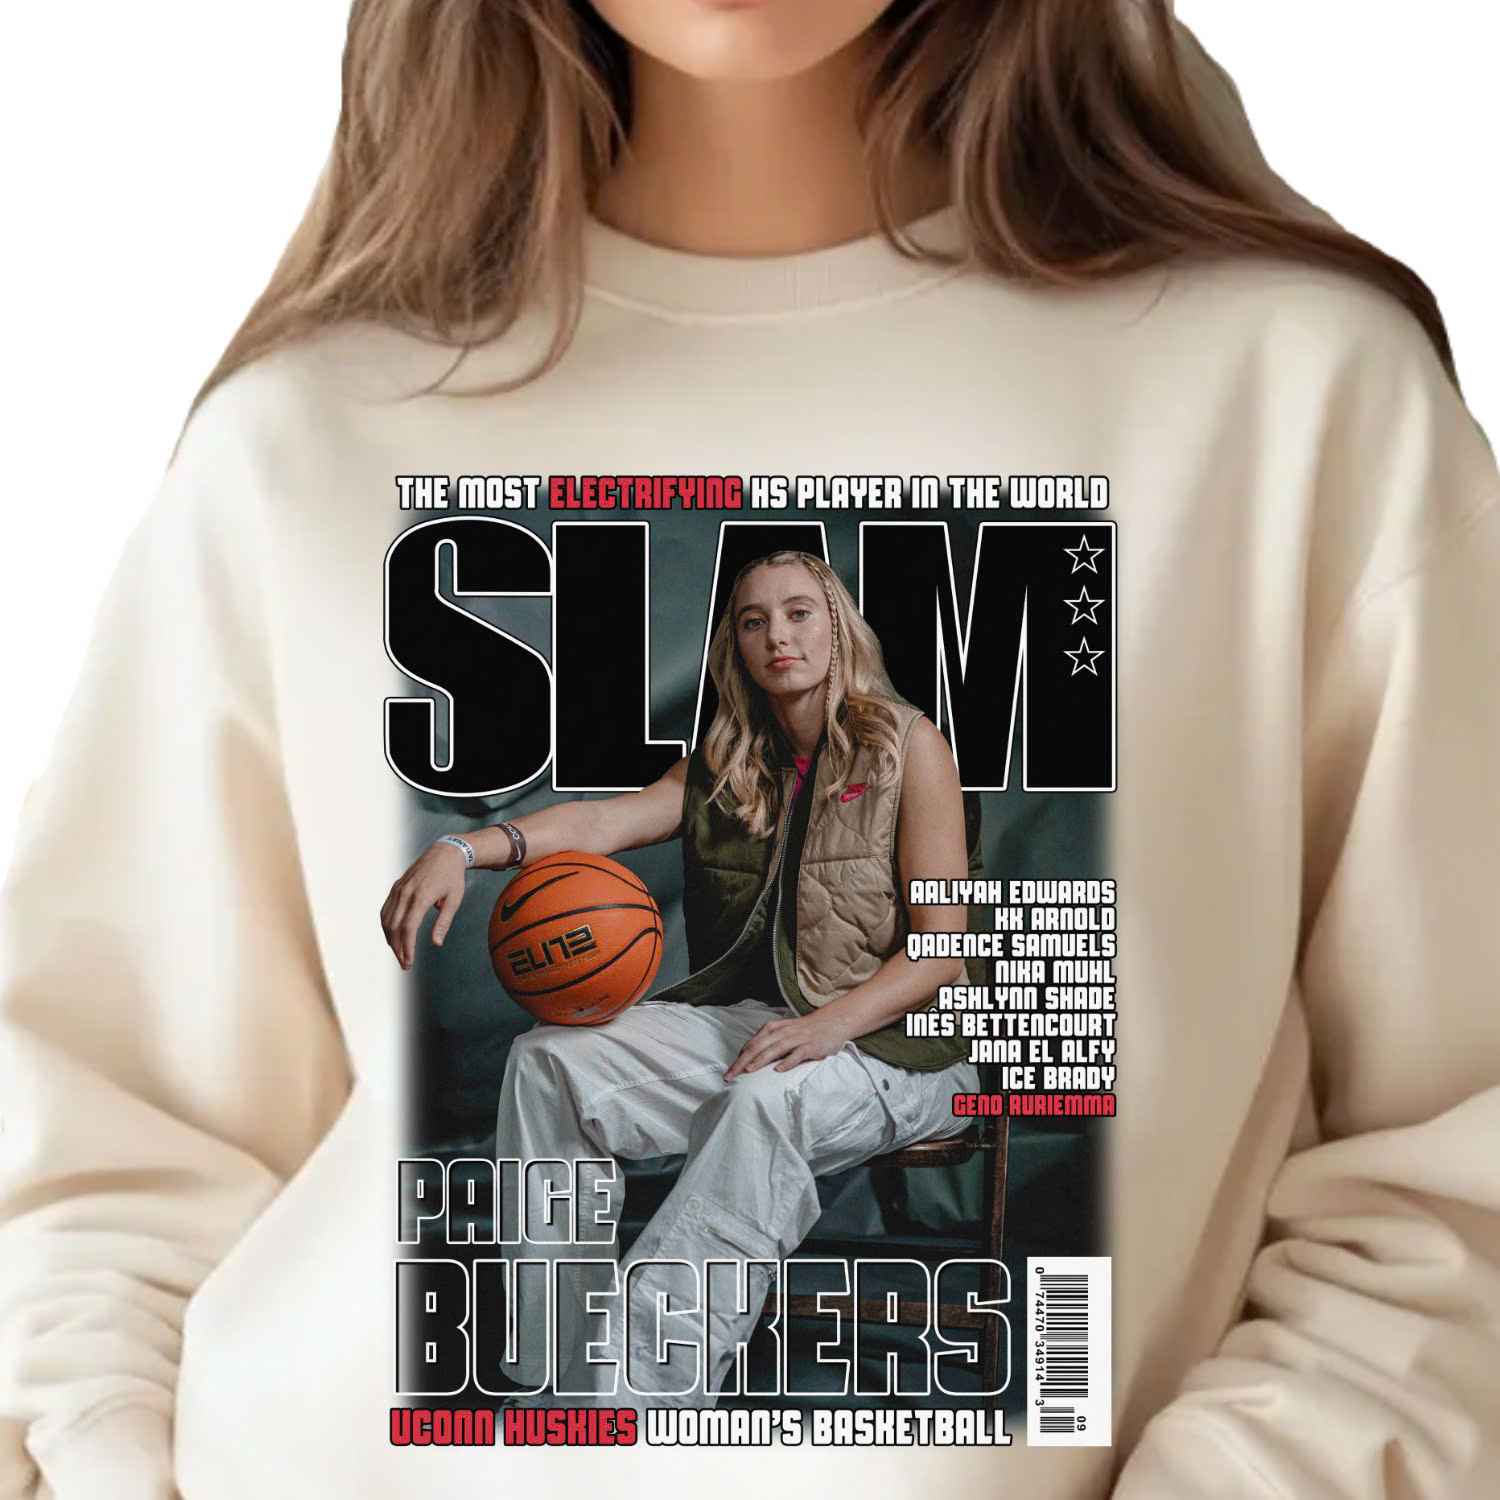 THE MOST ELECTRIFYING HS PLAYER IN THE WORLD
SLAM
ELITE
AALIYAH EDWARDS
KK ARNOLD
QADENCE SAMUELS
NIKA MUHL
ASHLYNN SHADE
INÊS BETTENCOURT
JANA EL ALFY
ICE BRADY
GENO AURIEMMA
PAIGE
BUECKERS
UCONN HUSKIES WOMAN'S BASKETBALL
0 74470 34914 3
09